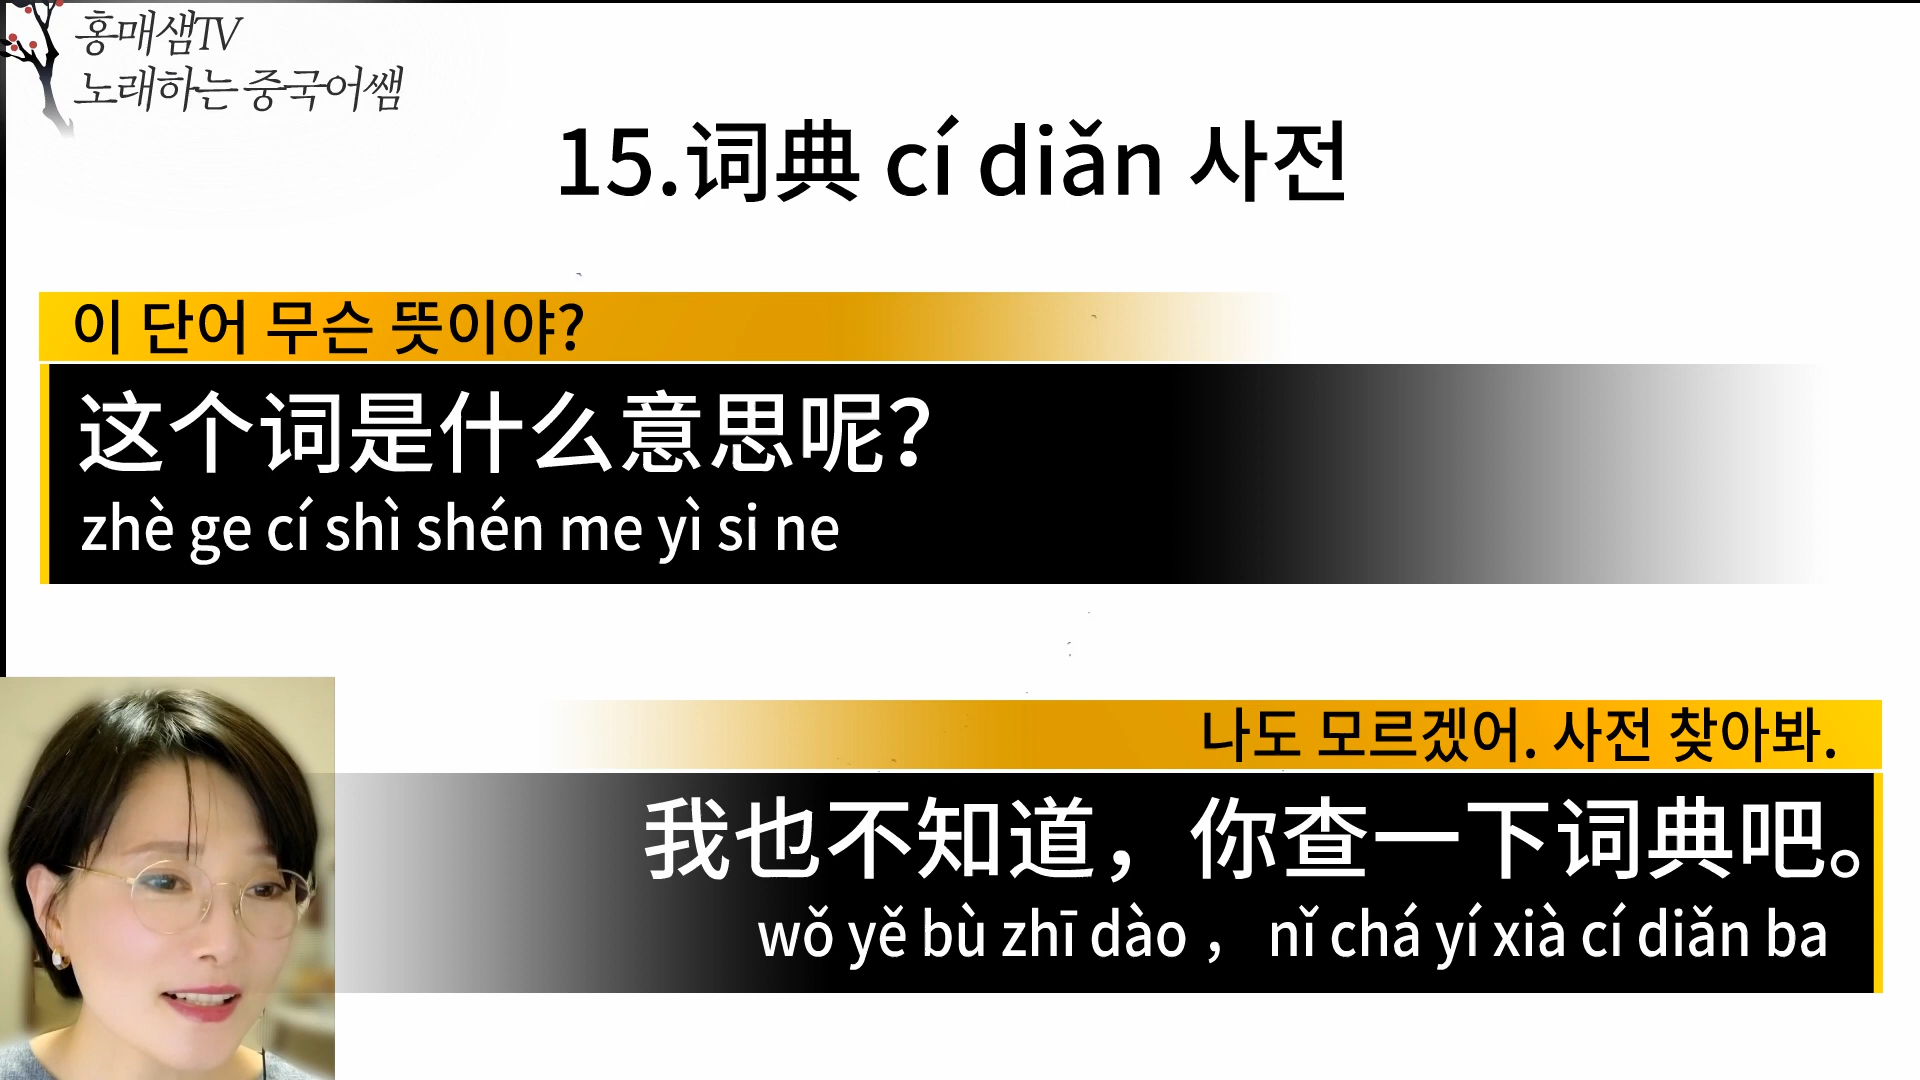 홍매샘TV
노래하는 중국어쌤
15.词典 cí diǎn 사전
이 단어 무슨 뜻이야?
这个词是什么意思呢？
zhè ge cí shì shén me yì si ne
나도 모르겠어. 사전 찾아봐.
我也不知道，你查一下词典吧。
wǒ yě bù zhī dào ， nǐ chá yí xià cí diǎn ba